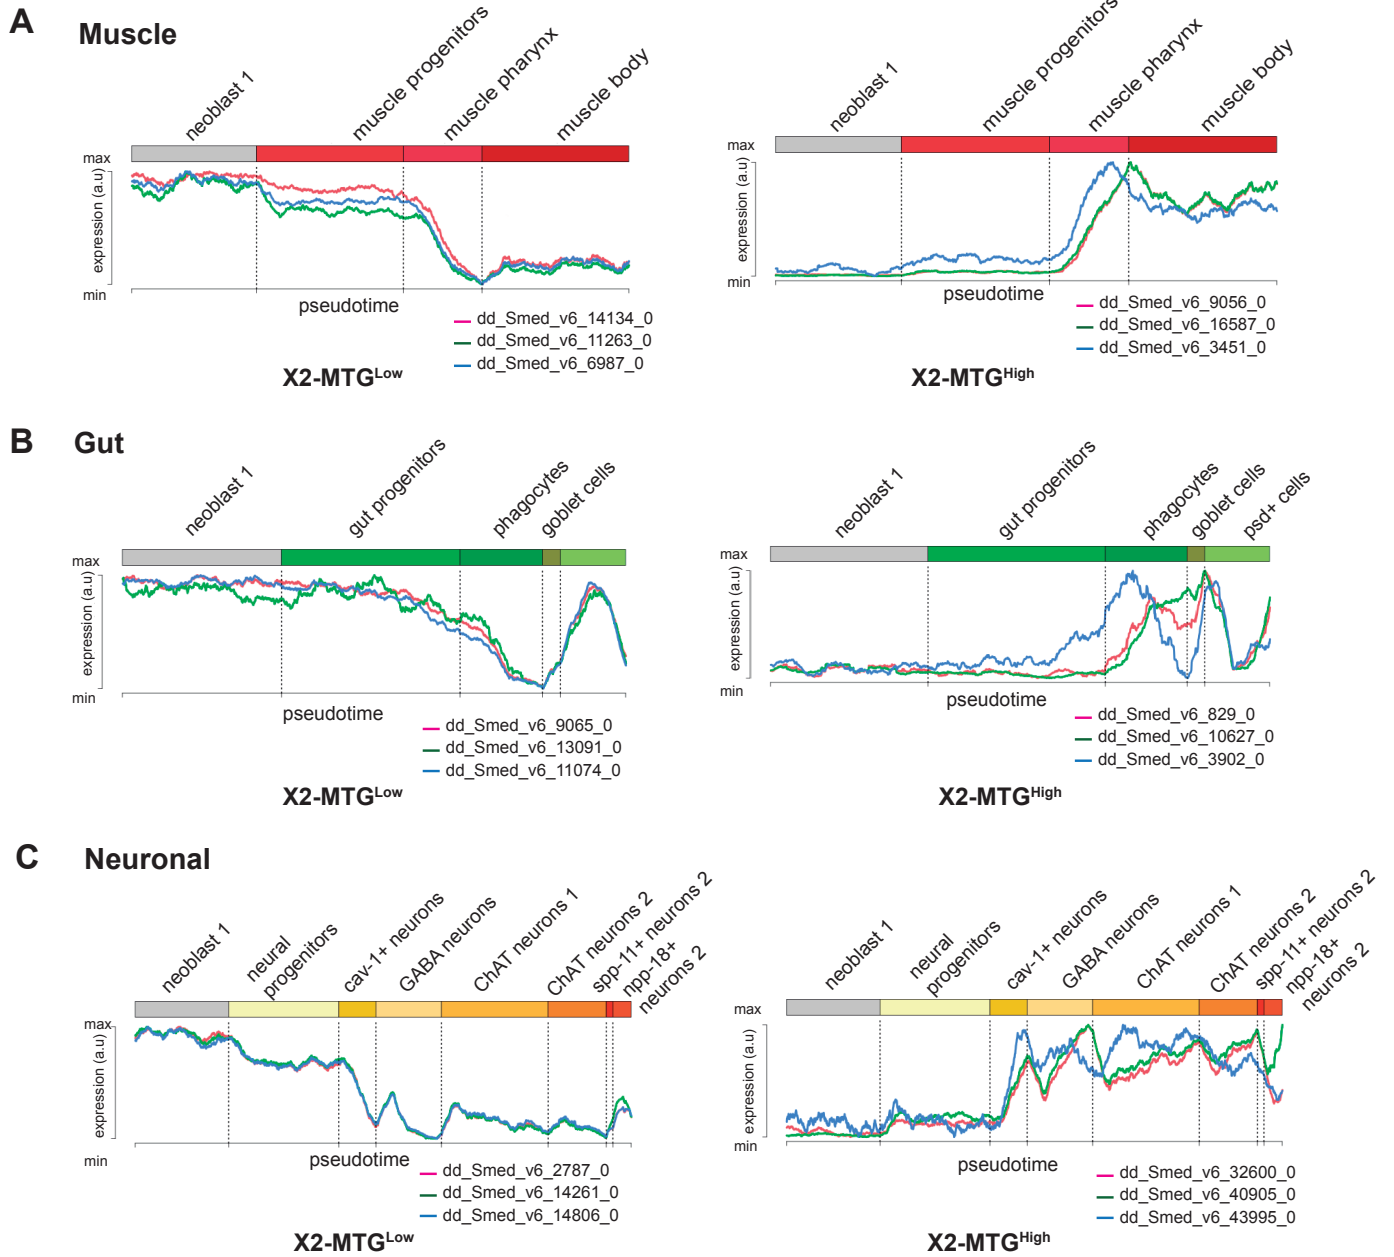 A Muscle
neoblast 1
muscle progenitors
muscle pharynx
muscle body
max
expression (a.u)
min
pseudotime
dd_Smed_v6_14134_0
dd_Smed_v6_11263_0
dd_Smed_v6_6987_0
X2-MTGLow
neoblast 1
muscle progenitors
muscle pharynx
muscle body
max
expression (a.u)
min
pseudotime
dd_Smed_v6_9056_0
dd_Smed_v6_16587_0
dd_Smed_v6_3451_0
X2-MTGHigh
B Gut
neoblast 1
gut progenitors
phagocytes
goblet cells
max
expression (a.u)
min
pseudotime
dd_Smed_v6_9065_0
dd_Smed_v6_13091_0
dd_Smed_v6_11074_0
X2-MTGLow
neoblast 1
gut progenitors
phagocytes
goblet cells
psd+ cells
max
expression (a.u)
min
dd_Smed_v6_829_0
dd_Smed_v6_10627_0
dd_Smed_v6_3902_0
X2-MTGHigh
C Neuronal
neoblast 1
neural
progenitors
cav-1+ neurons
GABA neurons
ChAT neurons 1
ChAT neurons 2
spp-11+ neurons 2
npp-18+
neurons 2
max
expression (a.u)
min
pseudotime
dd_Smed_v6_2787_0
dd_Smed_v6_14261_0
dd_Smed_v6_14806_0
X2-MTGLow
neoblast 1
neural
progenitors
cav-1+ neurons
GABA neurons
ChAT neurons 1
ChAT neurons 2
spp-11+ neurons 2
npp-18+
neurons 2
max
expression (a.u)
min
pseudotime
dd_Smed_v6_32600_0
dd_Smed_v6_40905_0
dd_Smed_v6_43995_0
X2-MTGHigh